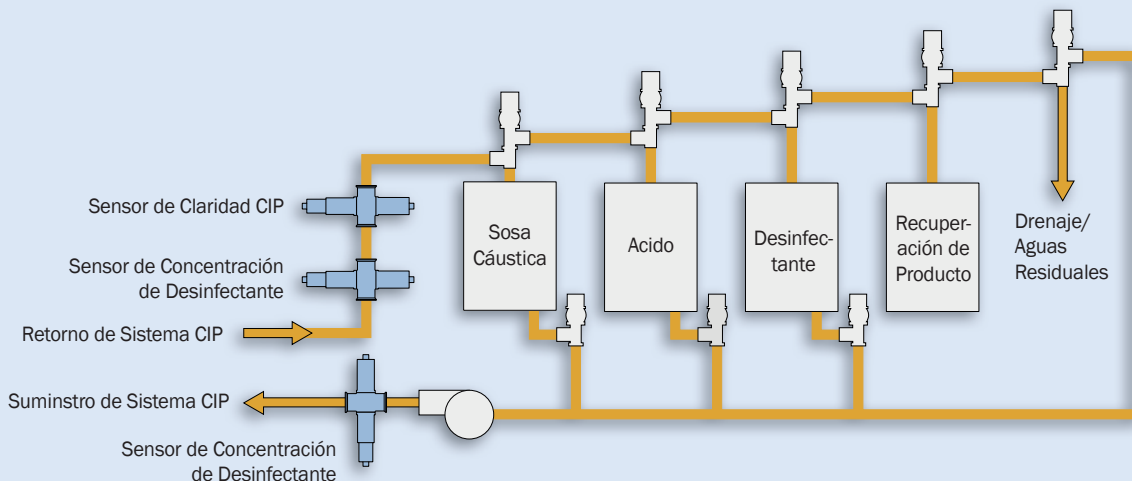 Sensor de Claridad CIP
Sensor de Concentración
de Desinfectante
Retorno de Sistema CIP
Suminstro de Sistema CIP
Sensor de Concentración
de Desinfectante
Sosa
Cáustica
Acido
Desinfec-
tante
Recuper-
ación de
Producto
Drenaje/
Aguas
Residuales